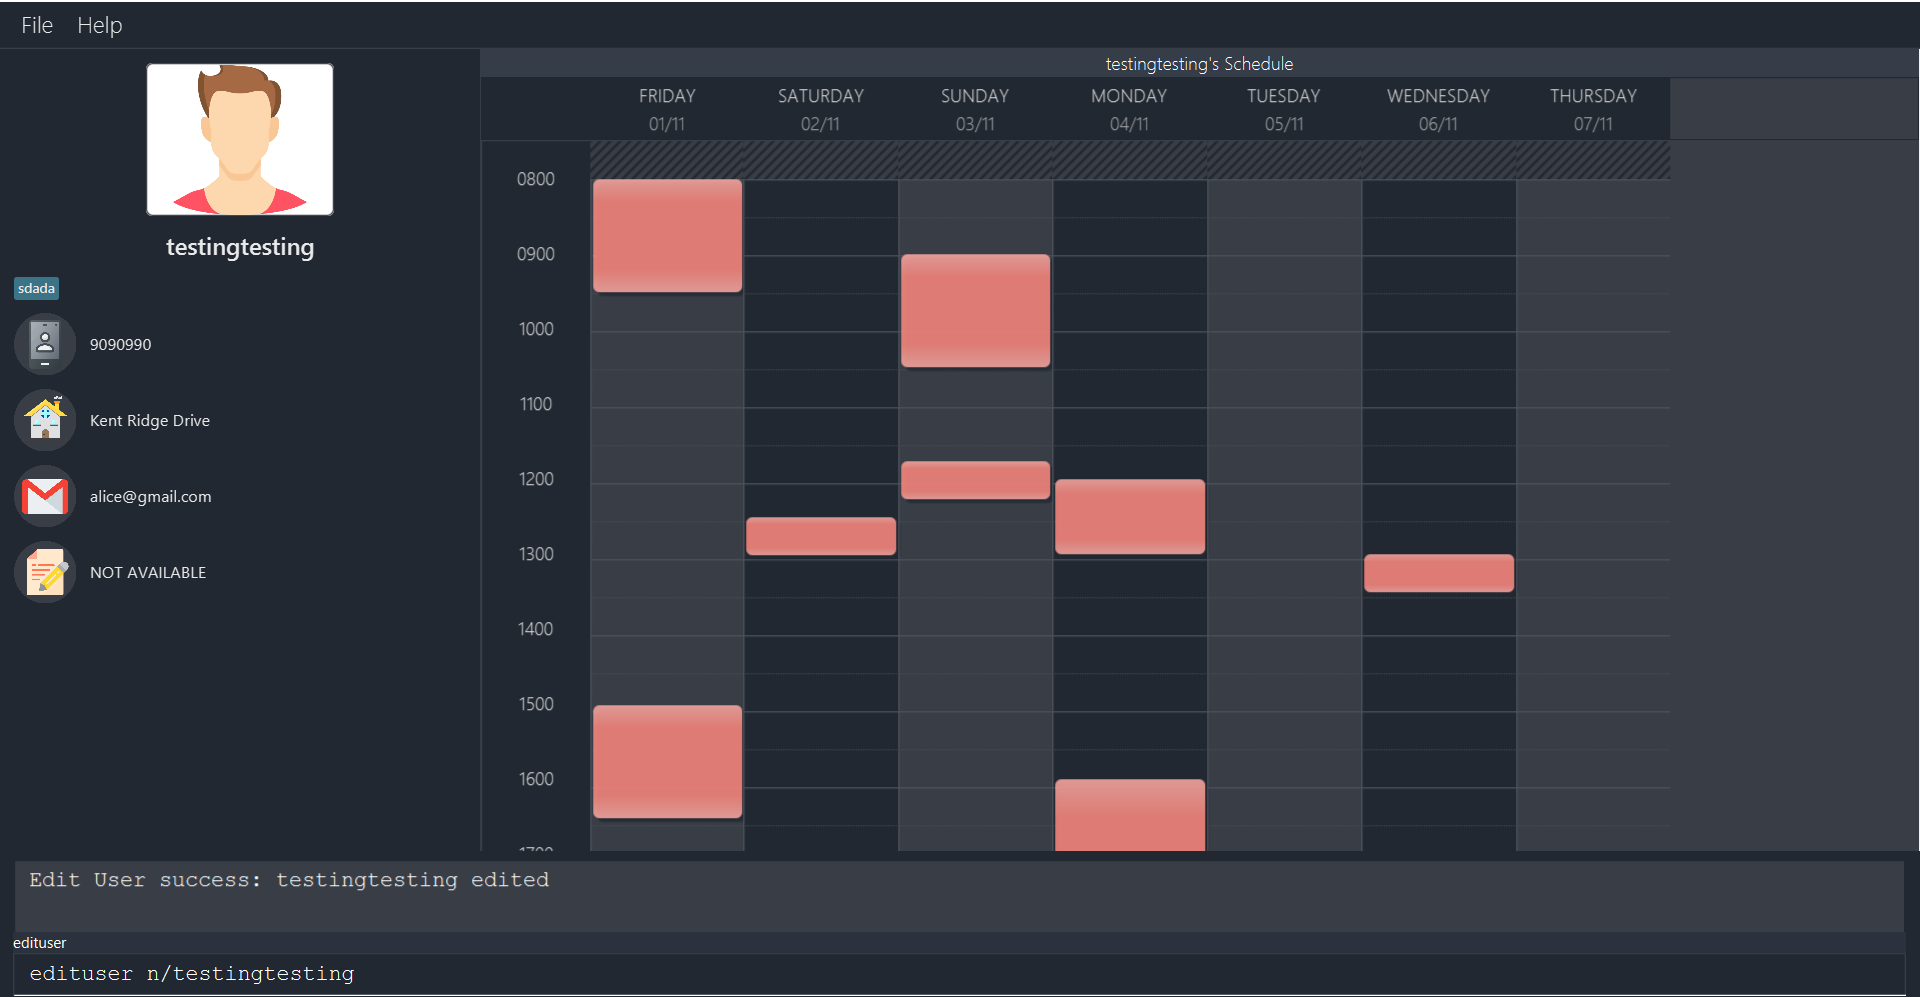 File Help
testingtesting
sdada
9090990
Kent Ridge Drive
alice@gmail.com
NOT AVAILABLE
testingtesting's Schedule
FRIDAY SATURDAY SUNDAY MONDAY TUESDAY WEDNESDAY THURSDAY
01/11 02/11 03/11 04/11 05/11 06/11 07/11
0800
0900
1000
1100
1200
1300
1400
1500
1600
Edit User success: testingtesting edited
edituser
edituser n/testingtesting